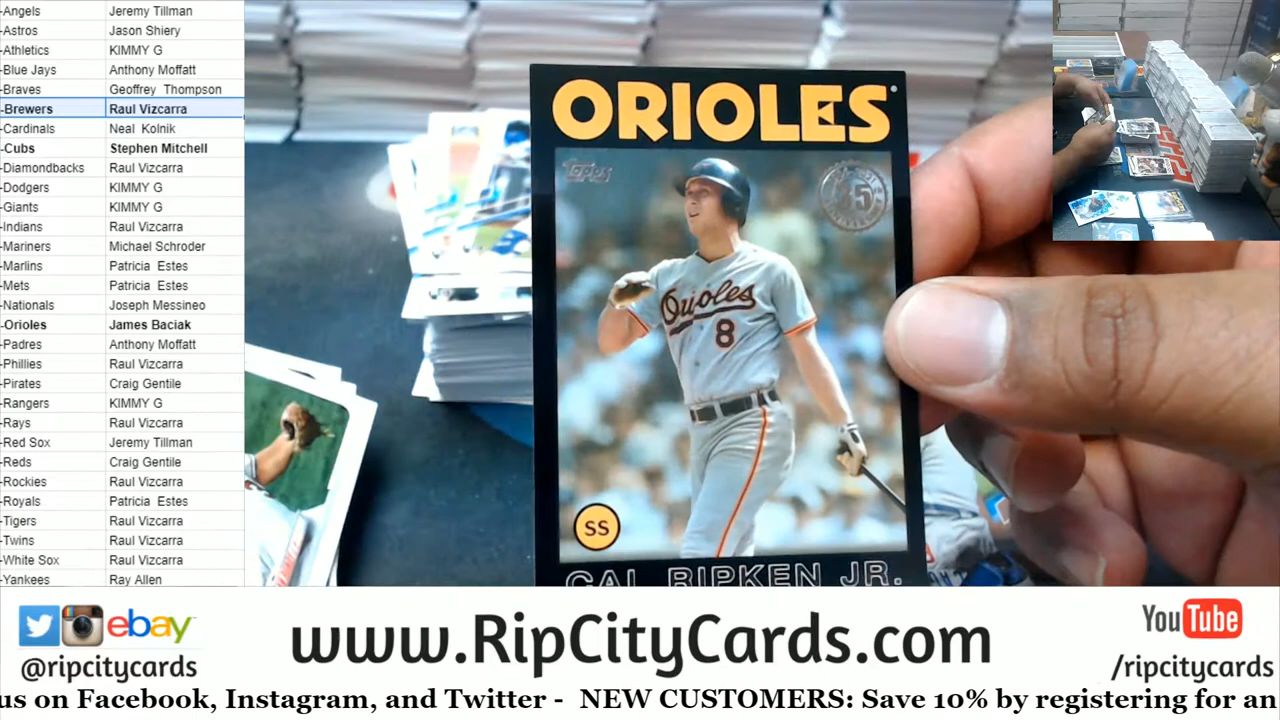 -Angels Jeremy Tillman
-Astros Jason Shiery
-Athletics KIMMY G
-Blue Jays Anthony Moffatt
-Braves Geoffrey Thompson
-Brewers Raul Vizcarra
-Cardinals Neal Kolnik
-Cubs Stephen Mitchell
-Diamondbacks Raul Vizcarra
-Dodgers KIMMY G
-Giants KIMMY G
-Indians Raul Vizcarra
-Mariners Michael Schroder
-Marlins Patricia Estes
-Mets Patricia Estes
-Nationals Joseph Messineo
-Orioles James Baciak
-Padres Anthony Moffatt
-Phillies Raul Vizcarra
-Pirates Craig Gentile
-Rangers KIMMY G
-Rays Raul Vizcarra
-Red Sox Jeremy Tillman
-Reds Craig Gentile
-Rockies Raul Vizcarra
-Royals Patricia Estes
-Tigers Raul Vizcarra
-Twins Raul Vizcarra
-White Sox Raul Vizcarra
-Yankees Ray Allen
ORIOLES
Topps
35
Orioles
8
SS
CAL RIPKEN JR.
ebay
@ripcitycards
www.RipCityCards.com
YouTube
/ripcitycards
us on Facebook, Instagram, and Twitter - NEW CUSTOMERS: Save 10% by registering for an